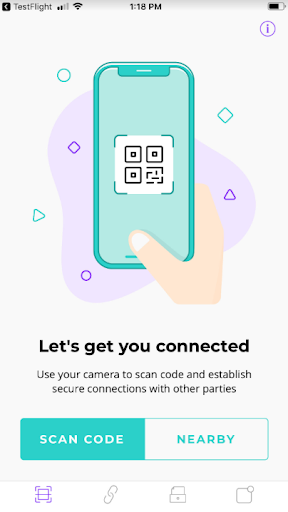 TestFlight
1:18 PM
Let's get you connected
Use your camera to scan code and establish
secure connections with other parties
SCAN CODE
NEARBY